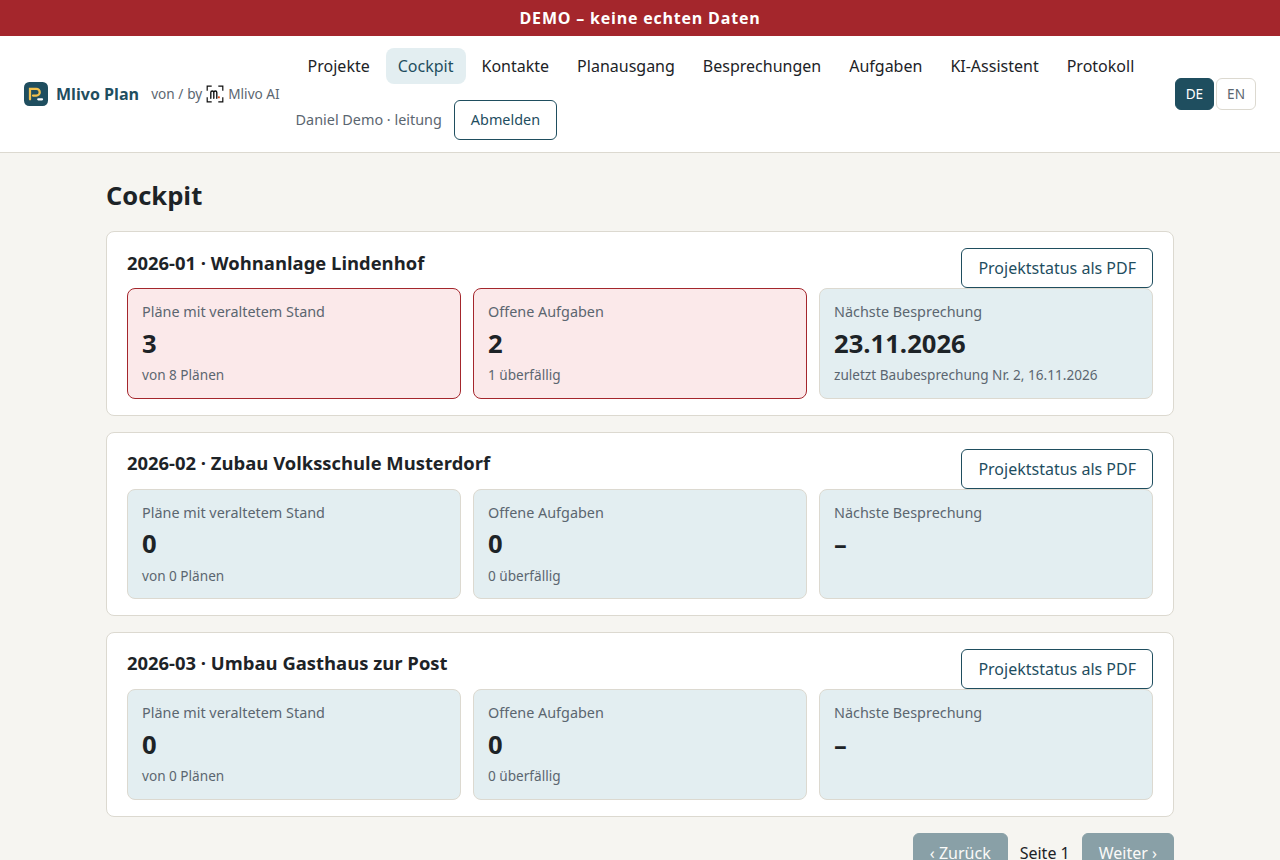 DEMO – keine echten Daten
Mlivo Plan von / by m. Mlivo AI
Projekte Cockpit Kontakte Planausgang Besprechungen Aufgaben KI-Assistent Protokoll
Daniel Demo · leitung Abmelden
DE EN
Cockpit
2026-01 · Wohnanlage Lindenhof
Projektstatus als PDF
Pläne mit veraltetem Stand
3
von 8 Plänen
Offene Aufgaben
2
1 überfällig
Nächste Besprechung
23.11.2026
zuletzt Baubesprechung Nr. 2, 16.11.2026
2026-02 · Zubau Volksschule Musterdorf
Projektstatus als PDF
Pläne mit veraltetem Stand
0
von 0 Plänen
Offene Aufgaben
0
0 überfällig
Nächste Besprechung
–
2026-03 · Umbau Gasthaus zur Post
Projektstatus als PDF
Pläne mit veraltetem Stand
0
von 0 Plänen
Offene Aufgaben
0
0 überfällig
Nächste Besprechung
–
‹ Zurück Seite 1 Weiter ›